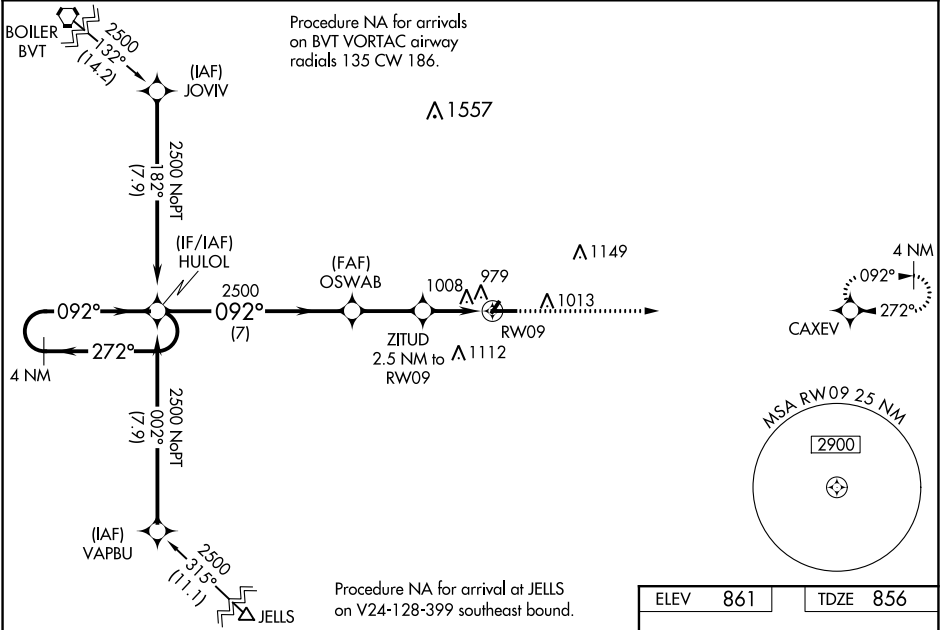 BOILER
BVT
2500
132°
(14.2)
(IAF)
JOVIV
Procedure NA for arrivals
on BVT VORTAC airway
radials 135 CW 186.
1557
2500 NoPT
182°
(7.9)
(IF/IAF)
HULOL
092°
272°
4 NM
2500
092°
(7)
(FAF)
OSWAB
ZITUD
2.5 NM to
RW09
1008
979
1112
RW09
1149
1013
4 NM
092°
272°
CAXEV
2500 NoPT
002°
(7.9)
(IAF)
VAPBU
2500
315°
(11.1)
JELLS
Procedure NA for arrival at JELLS
on V24-128-399 southeast bound.
MSA RW09 25 NM
2900
ELEV 861
TDZE 856